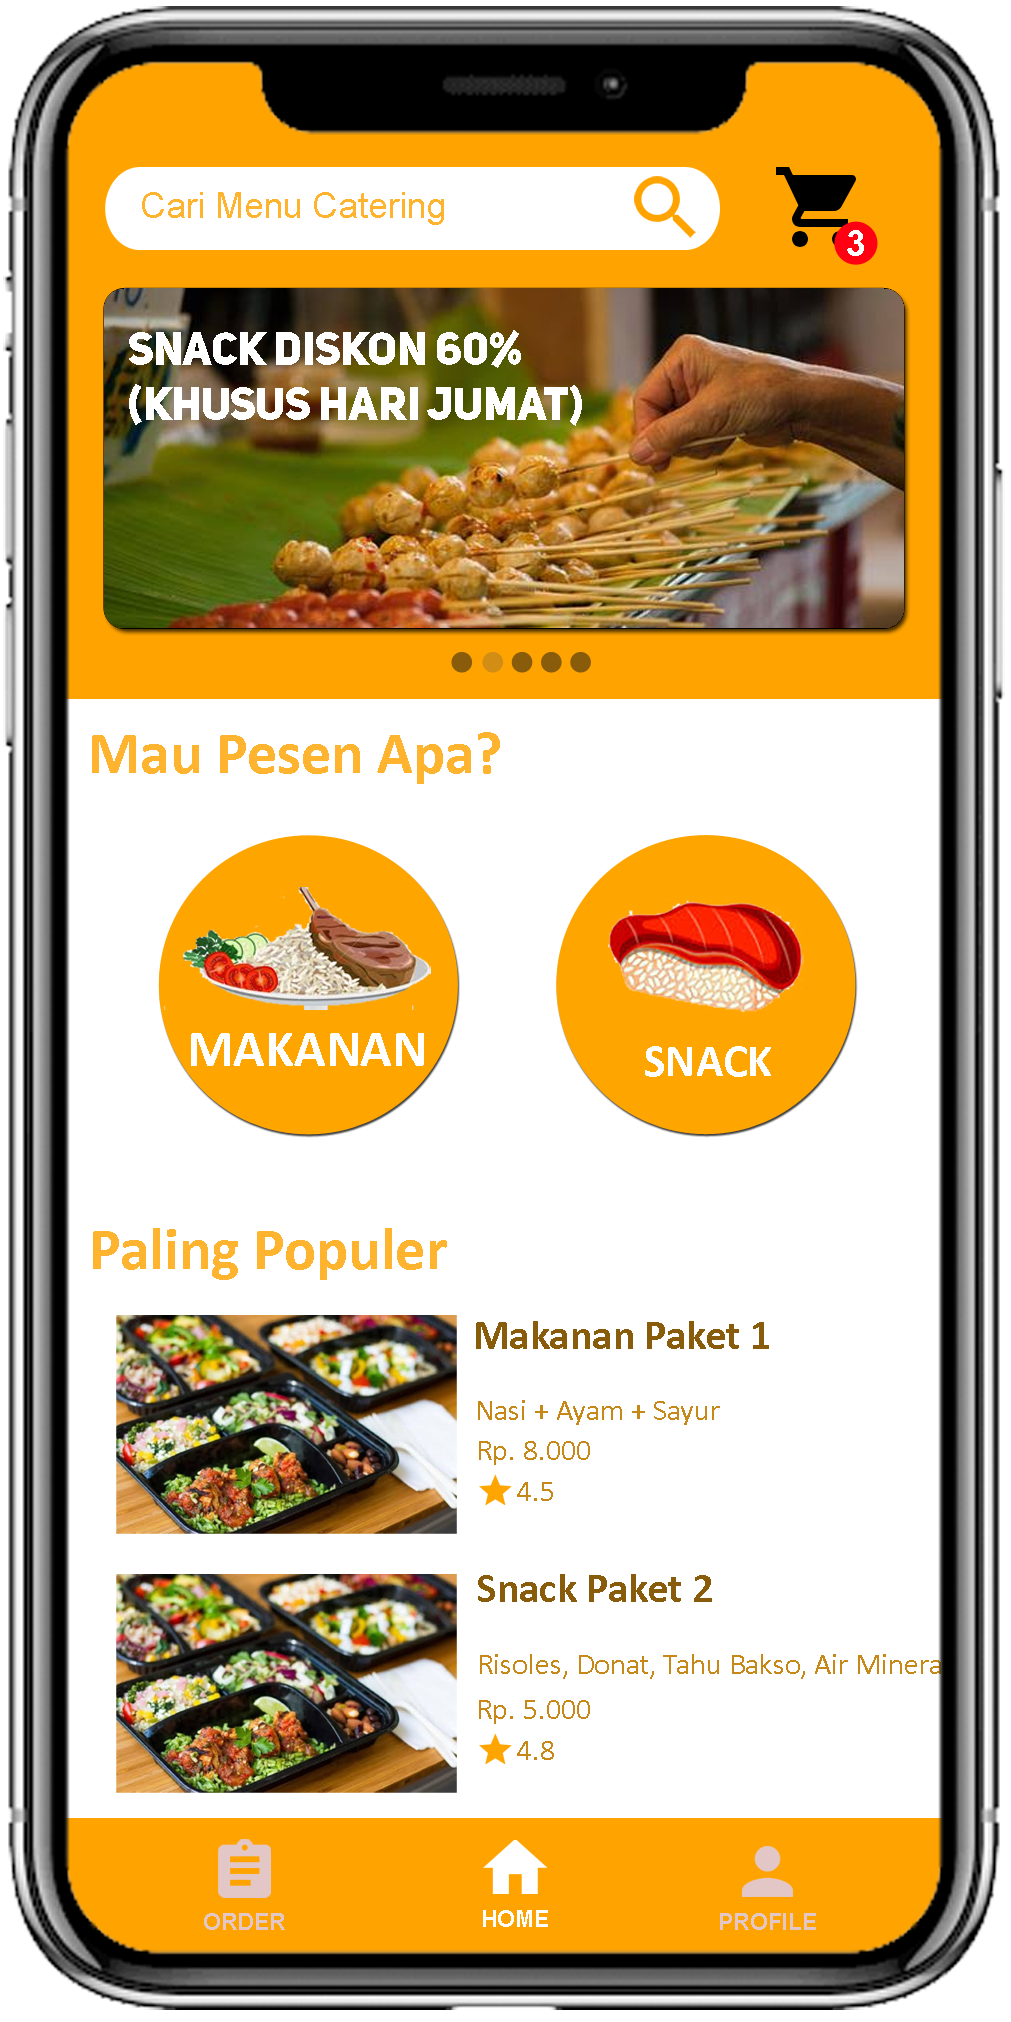 Cari Menu Catering
3
SNACK DISKON 60%
(KHUSUS HARI JUMAT)
Mau Pesen Apa?
MAKANAN
SNACK
Paling Populer
Makanan Paket 1
Nasi + Ayam + Sayur
Rp. 8.000
4.5
Snack Paket 2
Risoles, Donat, Tahu Bakso, Air Minera
Rp. 5.000
4.8
ORDER
HOME
PROFILE